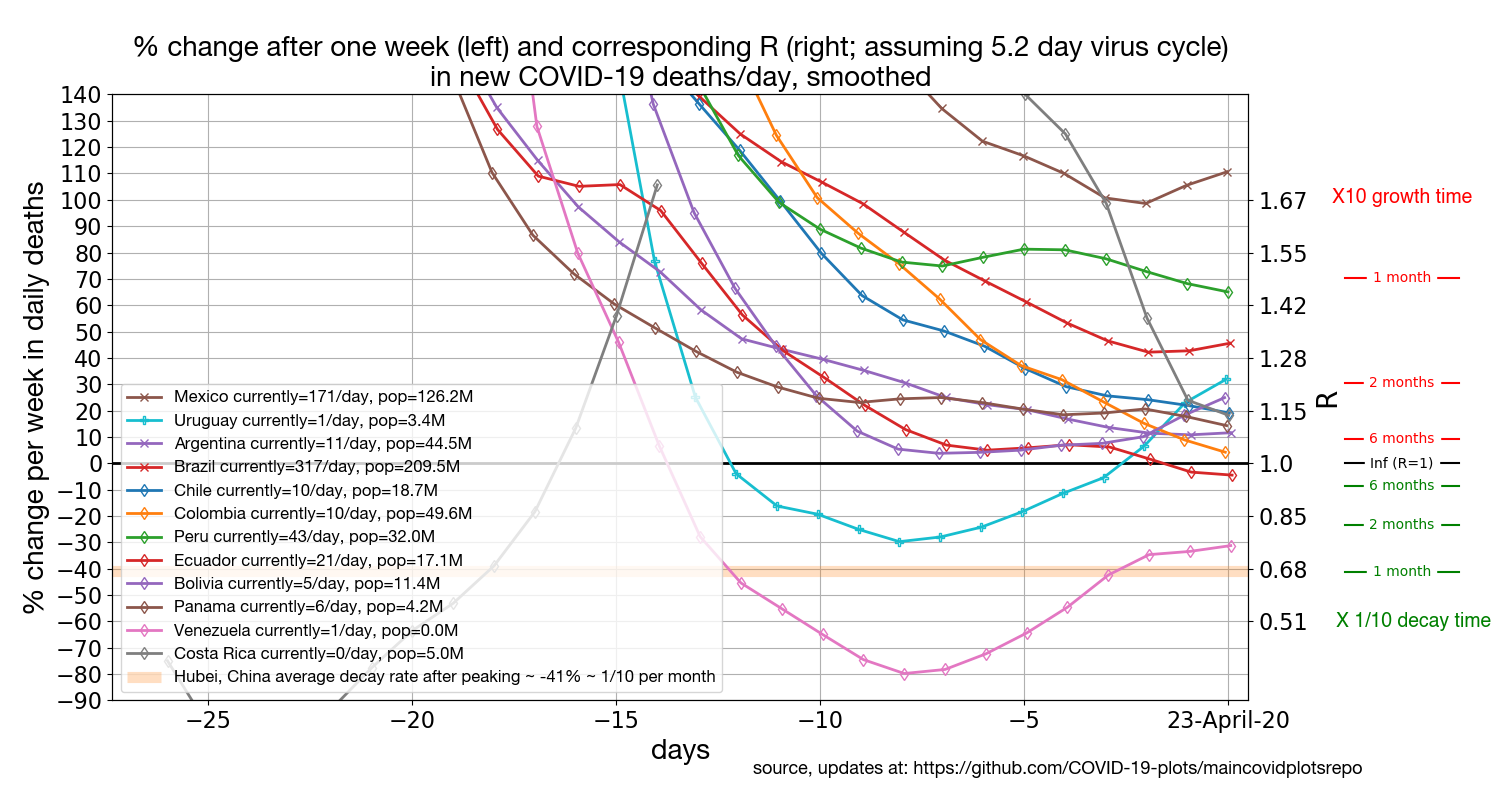 % change after one week (left) and corresponding R (right; assuming 5.2 day virus cycle)
in new COVID-19 deaths/day, smoothed
% change per week in daily deaths
140
130
120
110
100
90
80
70
60
50
40
30
20
10
0
−10
−20
−30
−40
−50
−60
−70
−80
−90
Mexico currently=171/day, pop=126.2M
Uruguay currently=1/day, pop=3.4M
Argentina currently=11/day, pop=44.5M
Brazil currently=317/day, pop=209.5M
Chile currently=10/day, pop=18.7M
Colombia currently=10/day, pop=49.6M
Peru currently=43/day, pop=32.0M
Ecuador currently=21/day, pop=17.1M
Bolivia currently=5/day, pop=11.4M
Panama currently=6/day, pop=4.2M
Venezuela currently=1/day, pop=0.0M
Costa Rica currently=0/day, pop=5.0M
Hubei, China average decay rate after peaking ~ -41% ~ 1/10 per month
−25
−20
−15
−10
−5
23-April-20
days
1.67
1.55
1.42
1.28
1.15
1.0
0.85
0.68
0.51
R
X10 growth time
1 month
2 months
6 months
Inf (R=1)
6 months
2 months
1 month
X 1/10 decay time
source, updates at: https://github.com/COVID-19-plots/maincovidplotsrepo